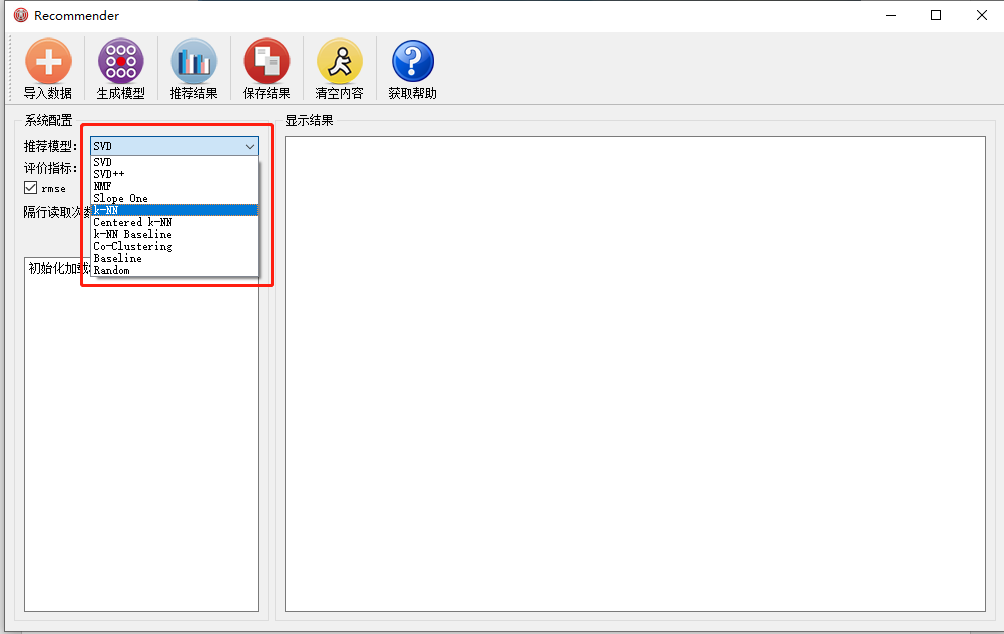 Recommender
导入数据
生成模型
推荐结果
保存结果
清空内容
获取帮助
系统配置
显示结果
推荐模型:
SVD
评价指标:
SVD
SVD++
NMF
rmse
Slope One
隔行读取次
k-NN
Centered k-NN
k-NN Baseline
Co-Clustering
Baseline
初始化加载
Random